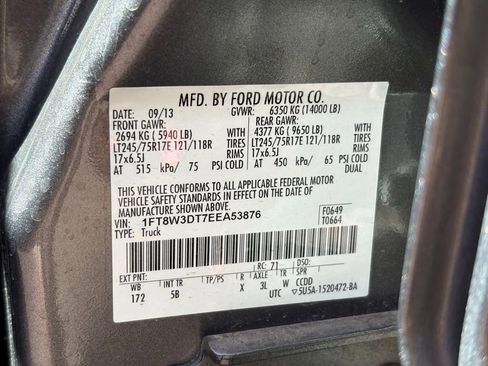 MFD. BY FORD MOTOR CO.
DATE: 09/13 GVWR: 6350 KG (14000 LB)
FRONT GAWR: REAR GAWR:
2694 KG ( 5940 LB) 4377 KG ( 9650 LB)
LT245/75R17E 121/118R TIRES LT245/75R17E 121/118R TIRES
17x6.5J RIMS 17x6.5J RIMS
AT 515 kPa/ 75 PSI COLD AT 450 kPa/ 65 PSI COLD
DUAL
THIS VEHICLE CONFORMS TO ALL APPLICABLE FEDERAL MOTOR
VEHICLE SAFETY STANDARDS IN EFFECT ON THE DATE OF
MANUFACTURE SHOWN ABOVE.
VIN: 1FT8W3DT7EEA53876 F0649
TYPE: Truck T0664
EXT PNT: RC: 71 DSO:
WB INT TR TP/PS R AXLE TR SPR
172 5B X 3L W CCDD
UTC ▽5U5A-1520472-BA